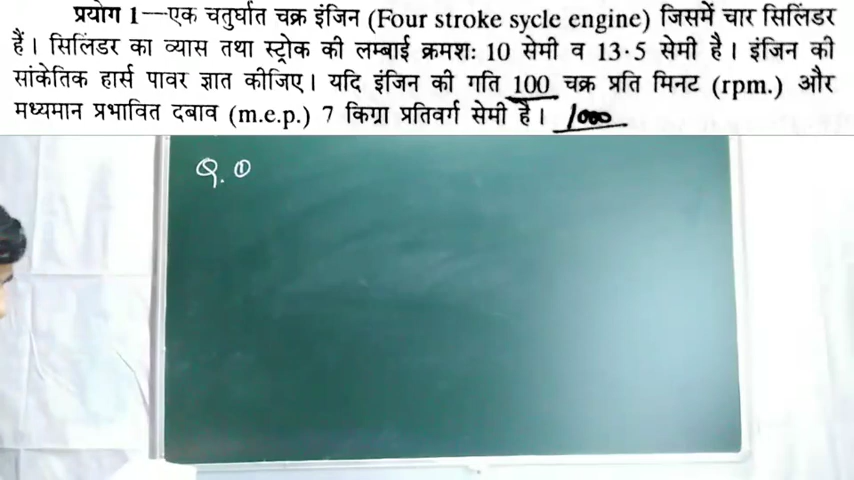 प्रयोग 1—एक चतुर्घात चक्र इंजिन (Four stroke sycle engine) जिसमें चार सिलिंडर
हैं। सिलिंडर का व्यास तथा स्ट्रोक की लम्बाई क्रमशः 10 सेमी व 13·5 सेमी है। इंजिन की
सांकेतिक हार्स पावर ज्ञात कीजिए। यदि इंजिन की गति 100 चक्र प्रति मिनट (rpm.) और
मध्यमान प्रभावित दबाव (m.e.p.) 7 किग्रा प्रतिवर्ग सेमी है। 1000
Q. ①